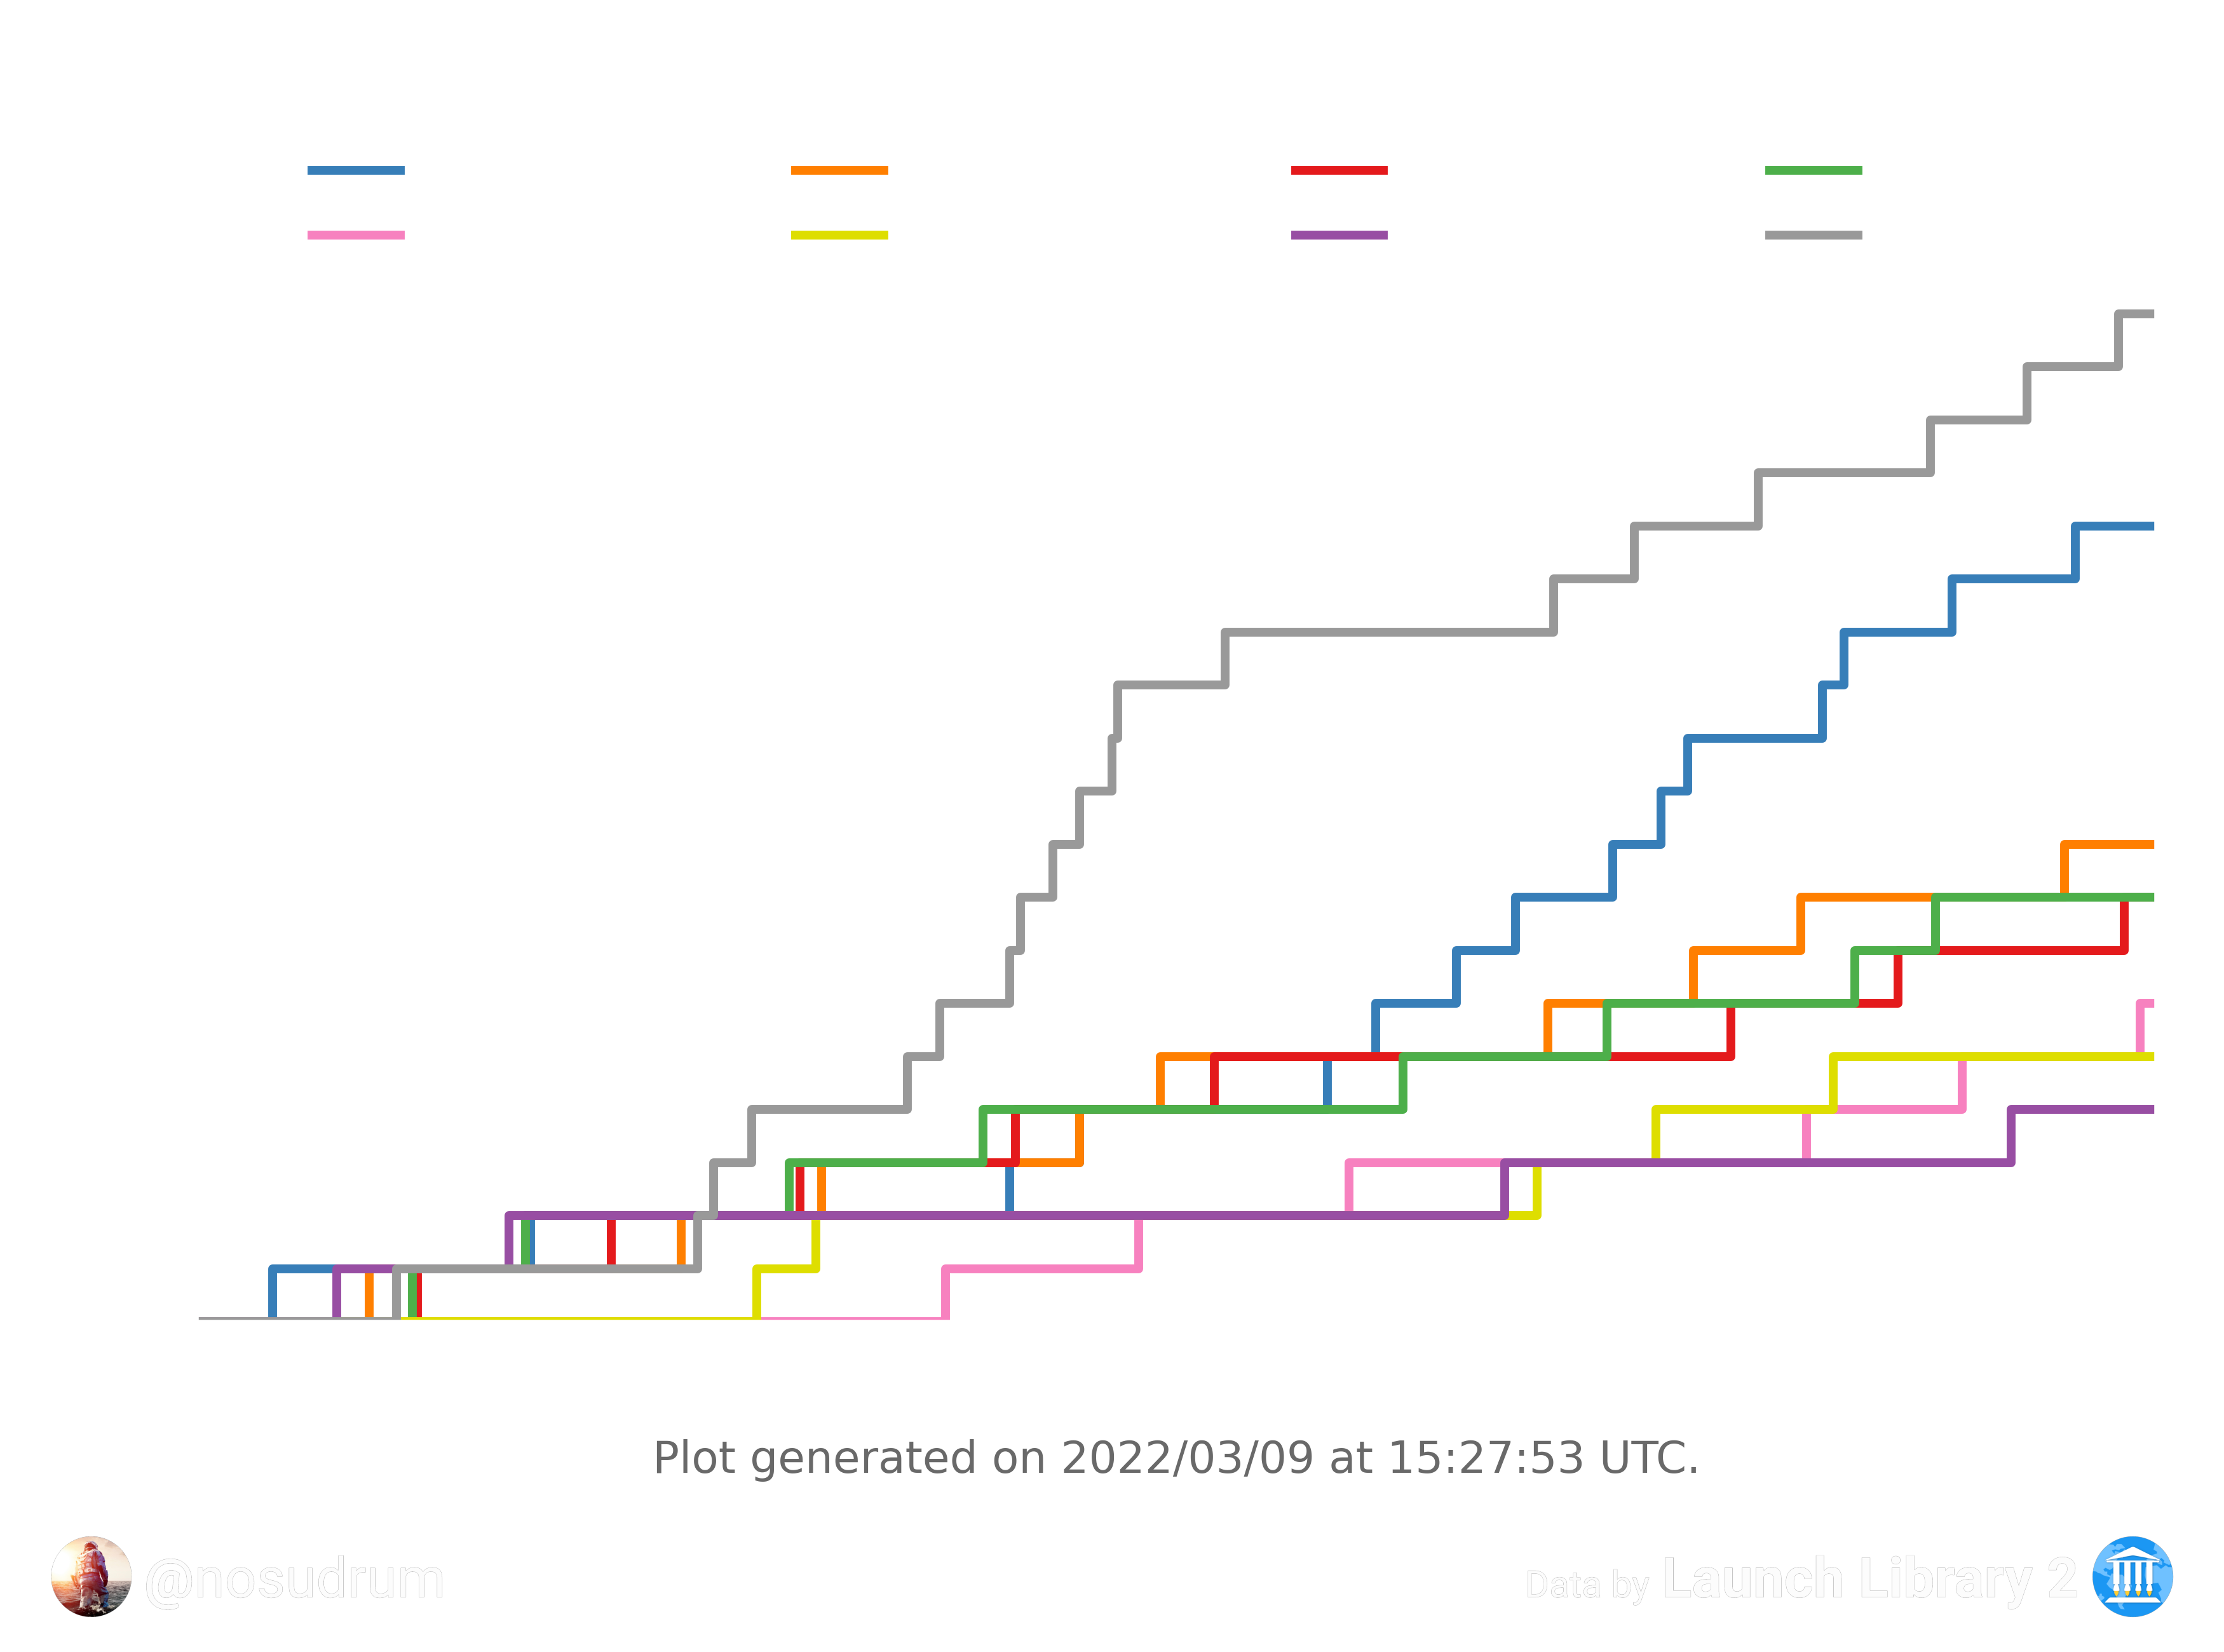 Plot generated on 2022/03/09 at 15:27:53 UTC.
@nosudrum
Data by Launch Library 2